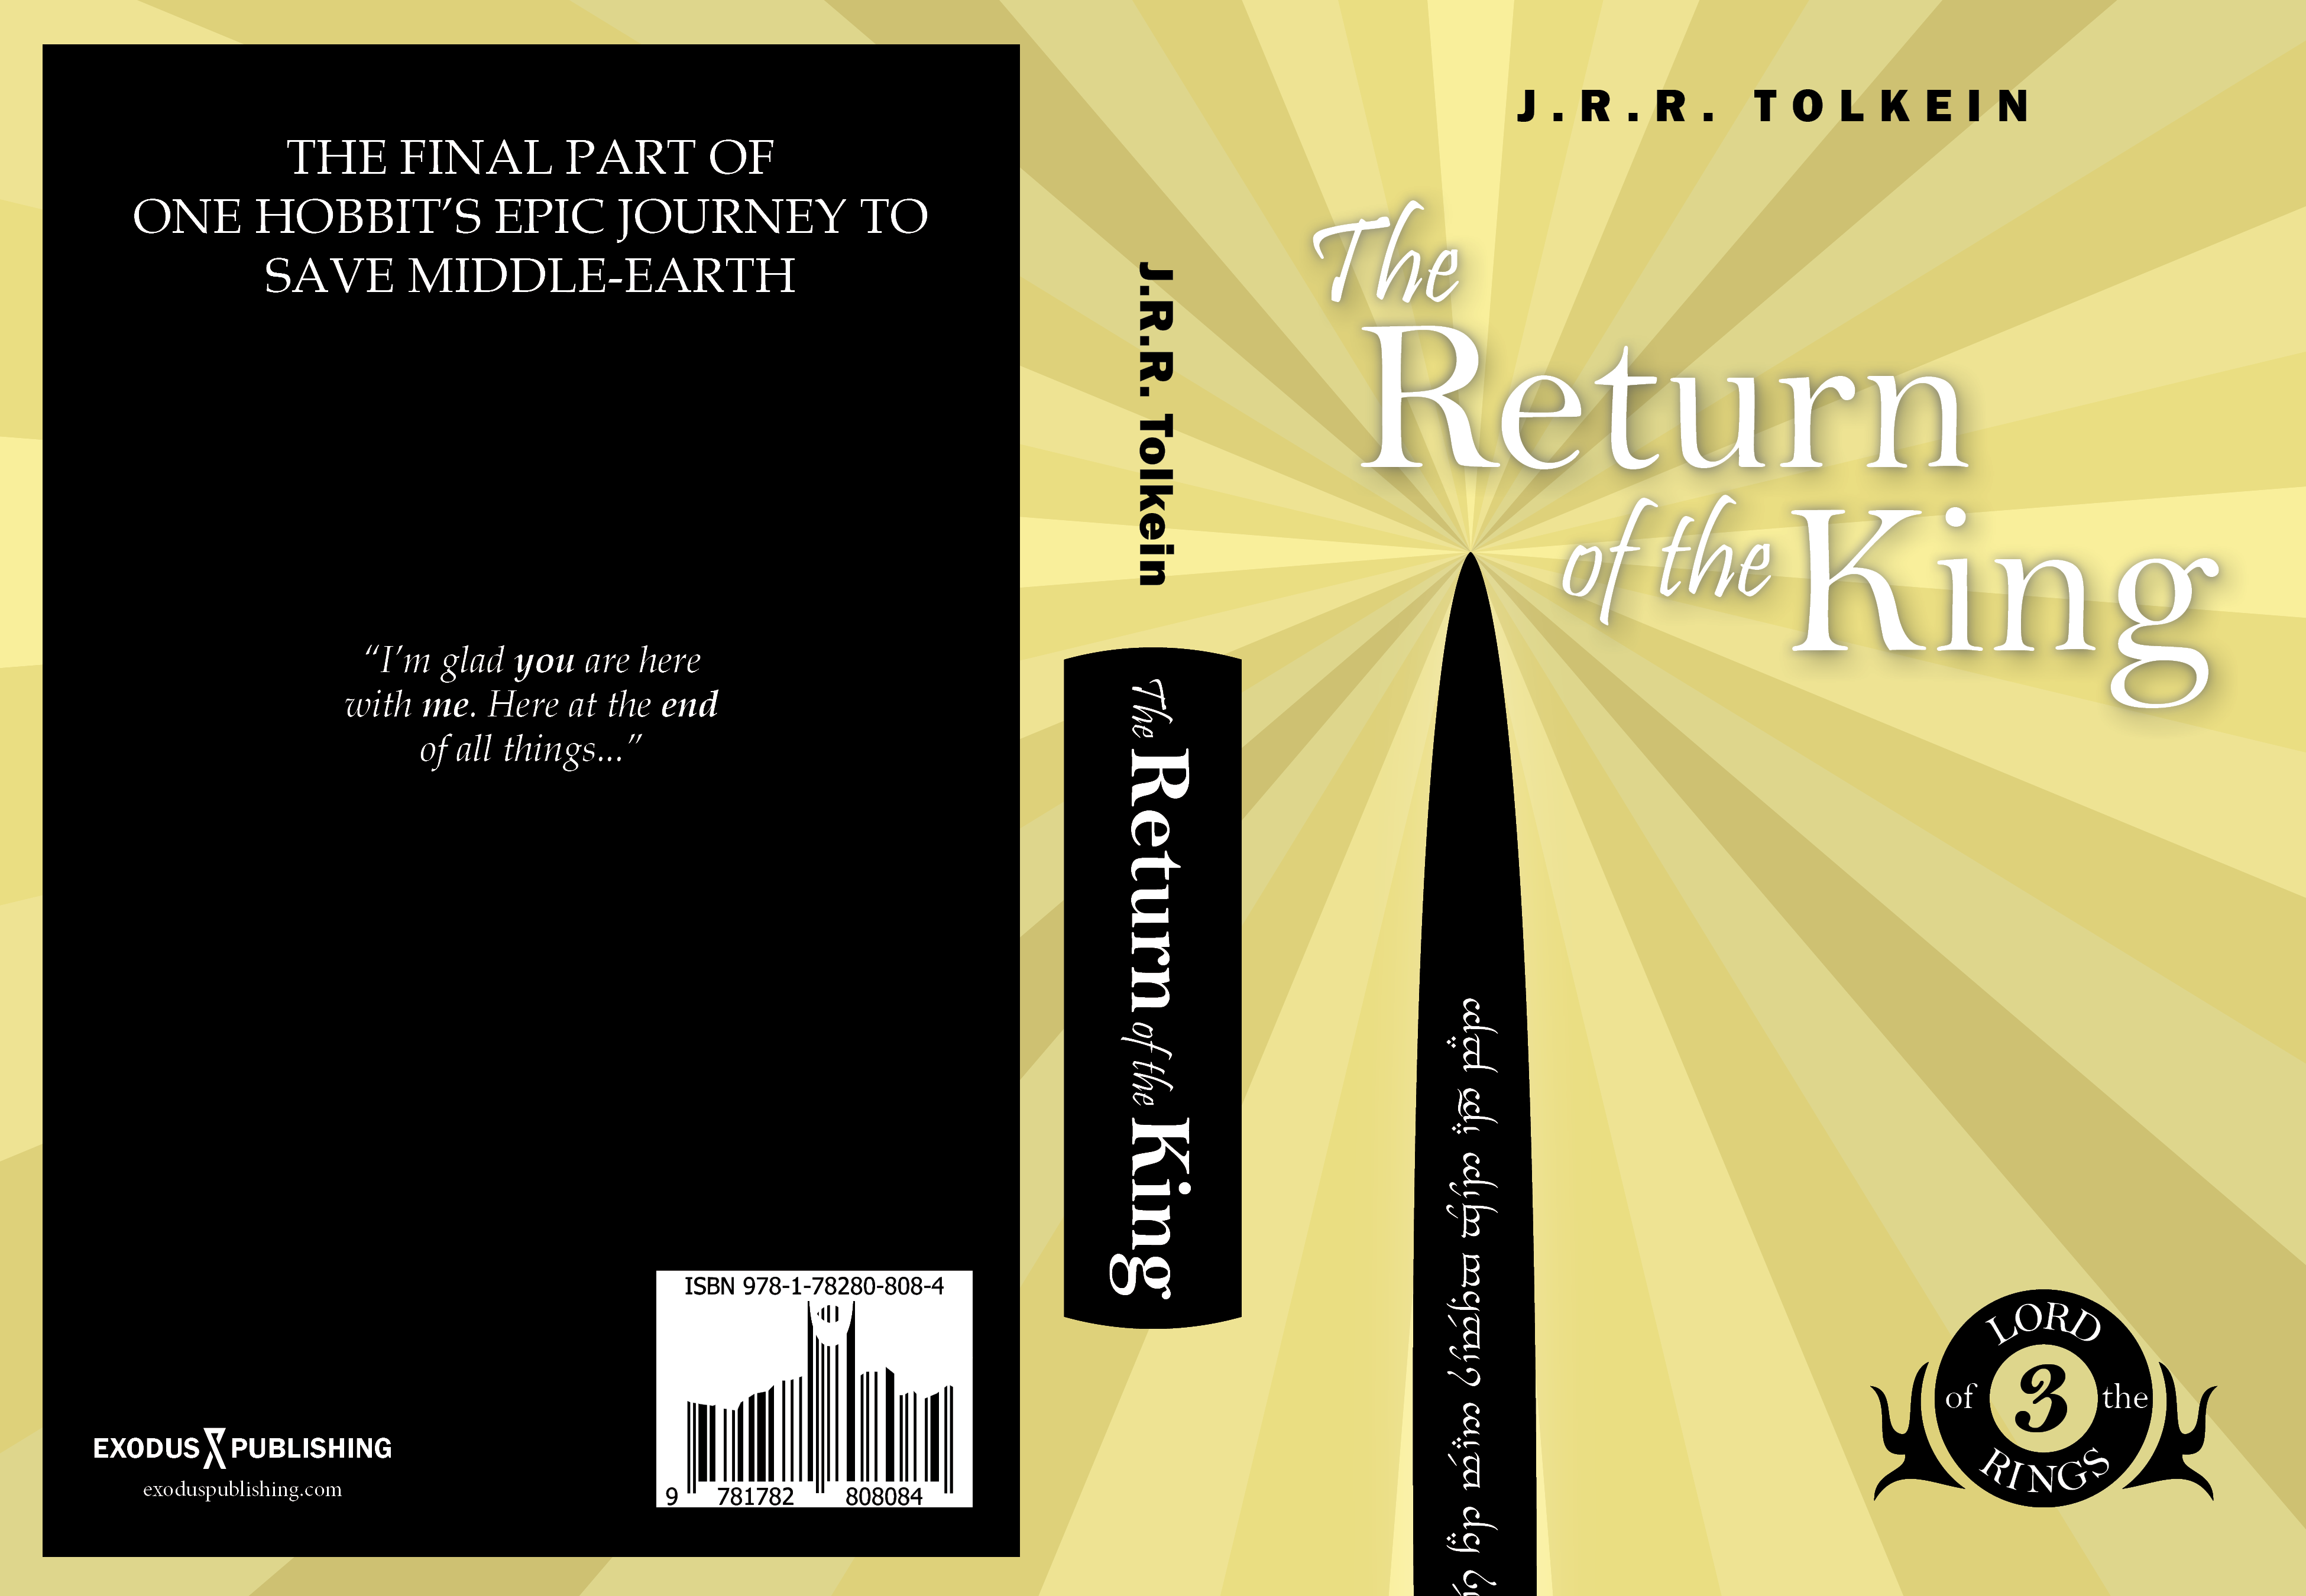 THE FINAL PART OF
ONE HOBBIT’S EPIC JOURNEY TO
SAVE MIDDLE-EARTH
“I’m glad you are here
with me. Here at the end
of all things...”
EXODUS PUBLISHING
exoduspublishing.com
ISBN 978-1-78280-808-4
9 781782 808084
J.R.R. Tolkein
The Return of the King
J.R.R. TOLKEIN
The
Return
of the King
LORD
of 3 the
RINGS